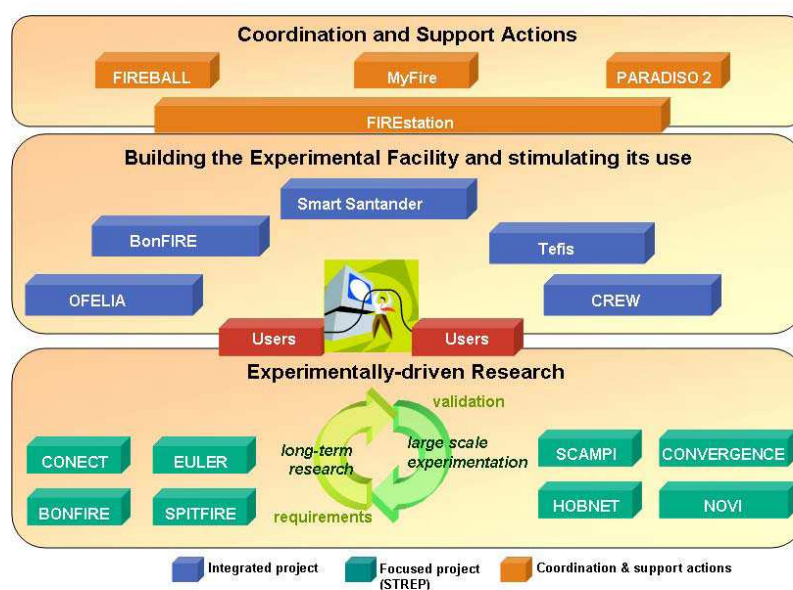 Coordination and Support Actions
FIREBALL
MyFire
PARADISO 2
FIREstation
Building the Experimental Facility and stimulating its use
Smart Santander
BonFIRE
Tefis
OFELIA
CREW
Users
Users
Experimentally-driven Research
validation
long-term
research
large scale
experimentation
requirements
CONECT
EULER
SCAMPI
CONVERGENCE
BONFIRE
SPITFIRE
HOBNET
NOVI
Integrated project
Focused project
(STREP)
Coordination & support actions